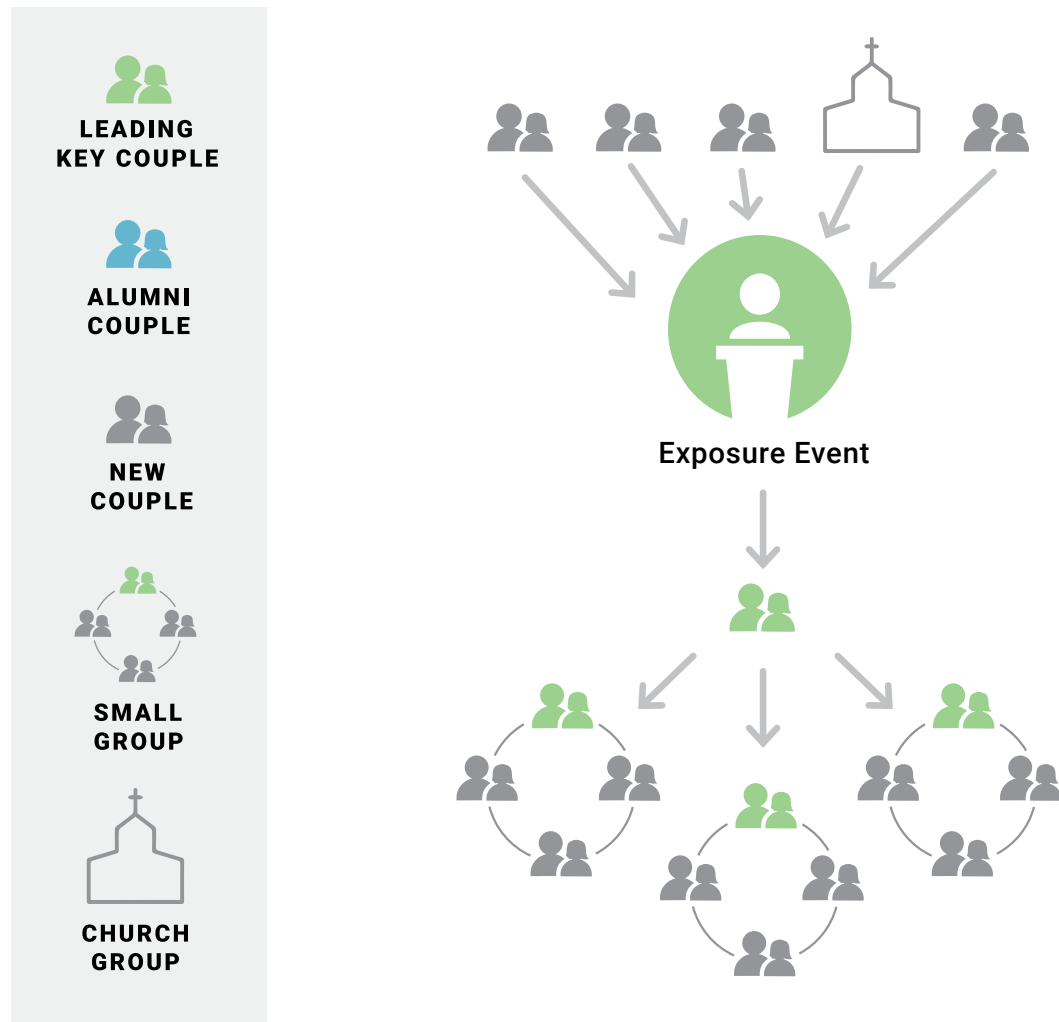 LEADING
KEY COUPLE
ALUMNI
COUPLE
NEW
COUPLE
SMALL
GROUP
CHURCH
GROUP
Exposure Event